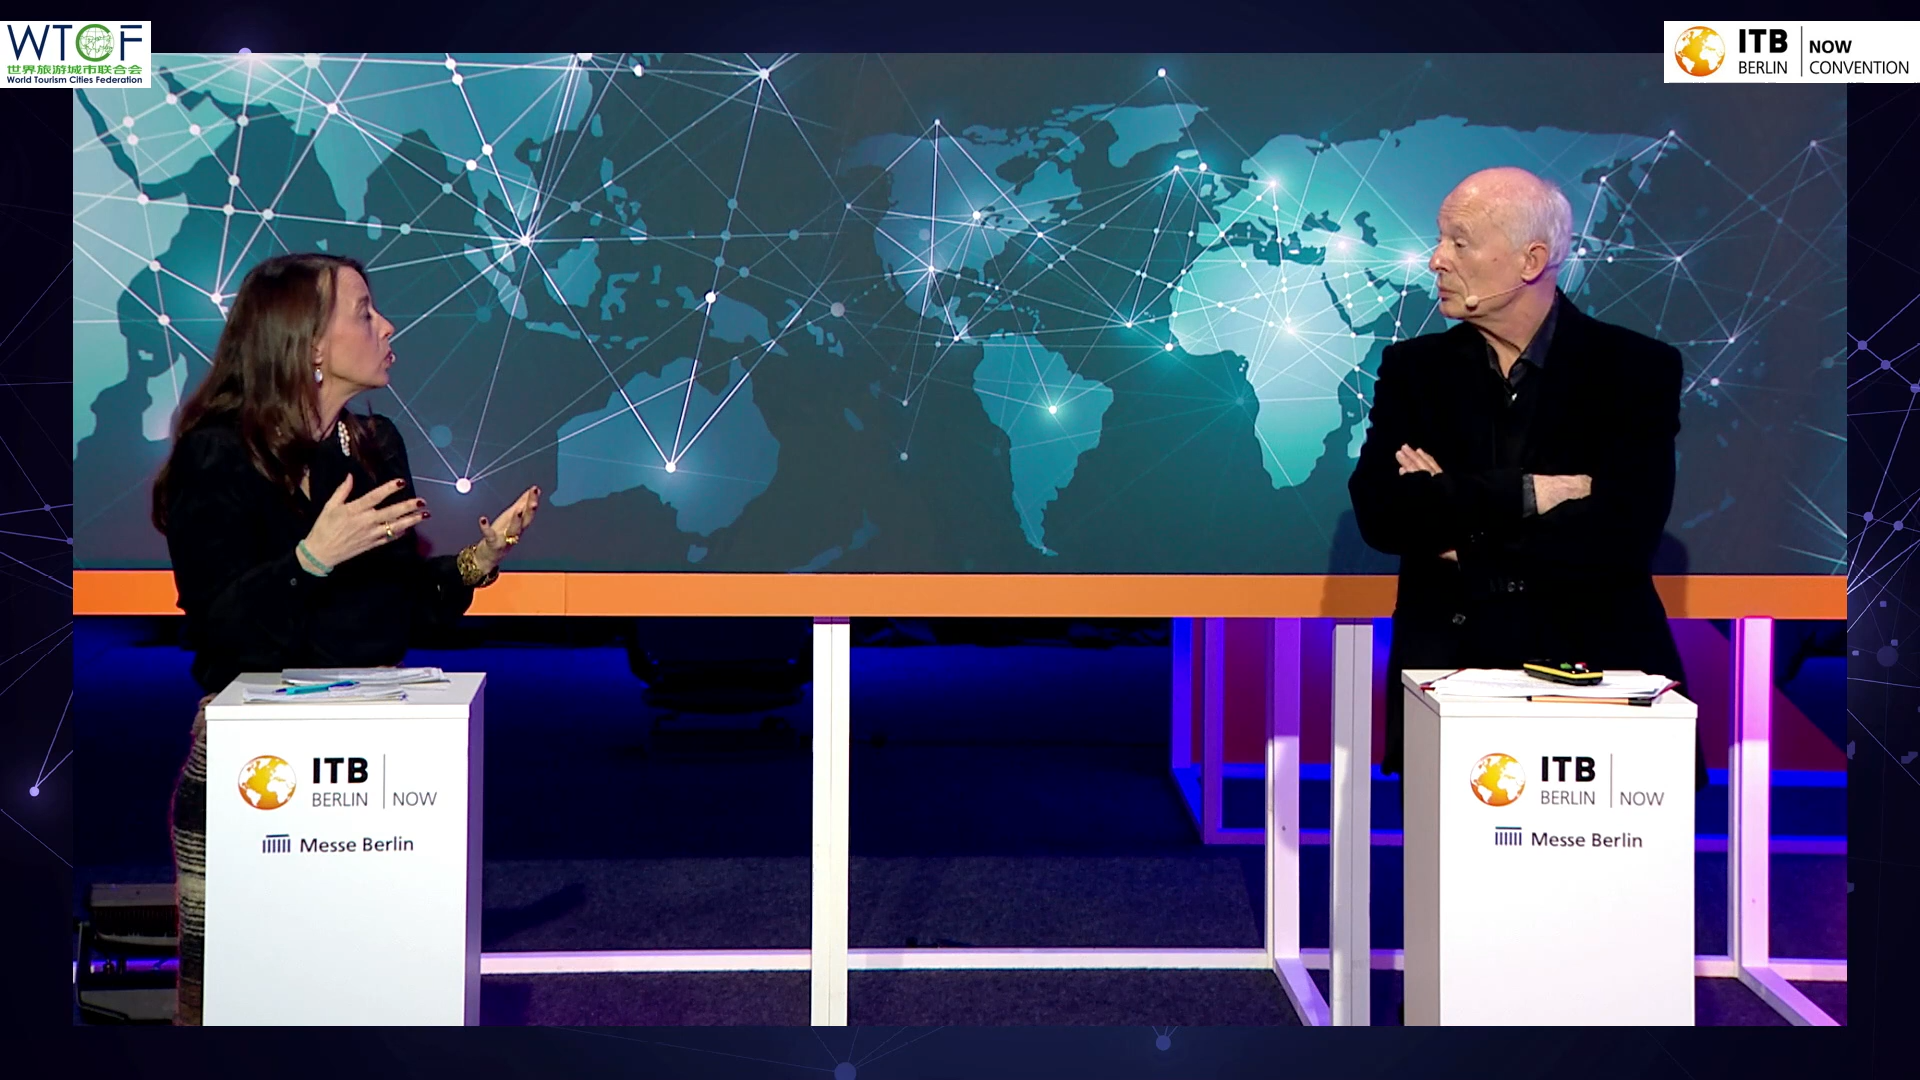 WTCF
世界旅游城市联合会
World Tourism Cities Federation
ITB
BERLIN
NOW
CONVENTION
ITB
BERLIN
NOW
Messe Berlin
ITB
BERLIN
NOW
Messe Berlin